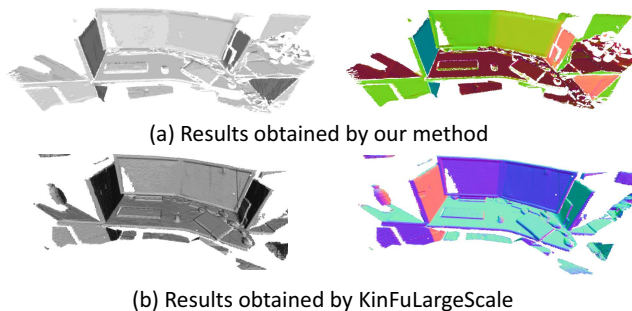 (a) Results obtained by our method
(b) Results obtained by KinFuLargeScale